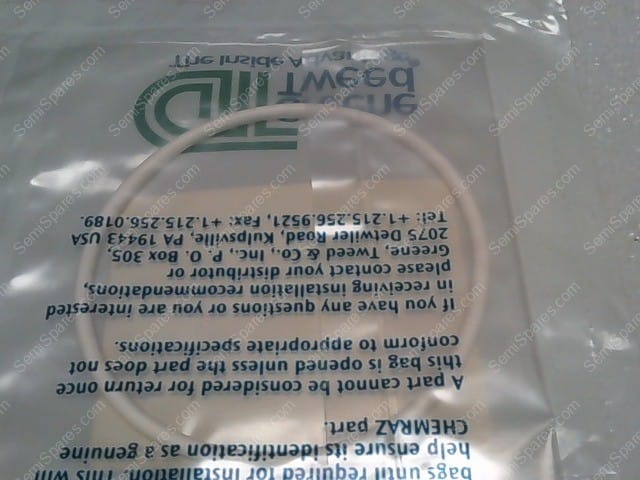 bags until required for installation. This will
help ensure its identification as a genuine
CHEMRAZ part.
A part cannot be considered for return once
this bag is unopened unless the part does not
conform to appropriate specifications.
If you have any questions or you are interested
in receiving installation recommendations,
please contact your distributor or
Greene, Tweed & Co., Inc., P. O. Box 305,
2075 Detwiler Road, Kulpsville, PA 19443 USA
Tel: +1.215.256.9521, Fax: +1.215.256.0189.
Greene
Tweed
The Inside Advantage®
SemiSpares.com